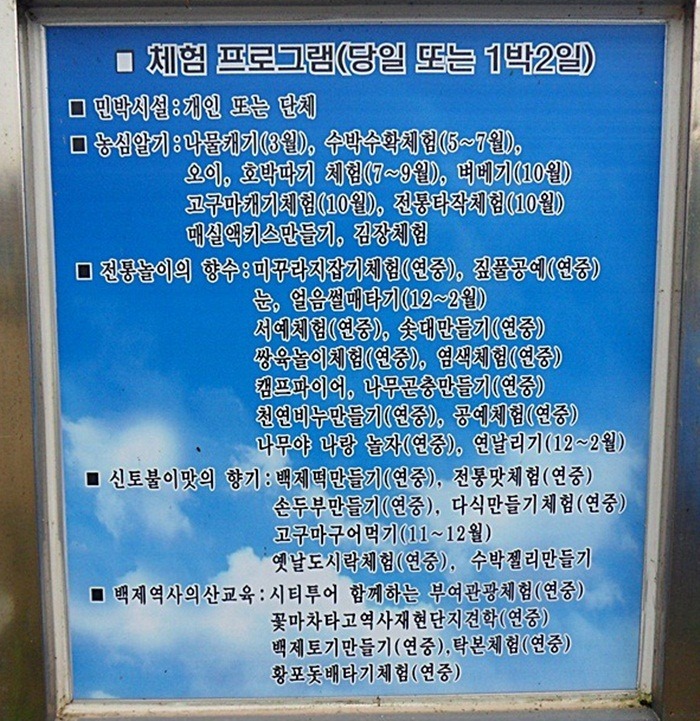 ■ 체험 프로그램(당일 또는 1박2일)
■ 민박시설:개인 또는 단체
■ 농심알기:나물캐기(3월), 수박수확체험(5~7월),
오이, 호박따기 체험(7~9월), 벼베기(10월)
고구마캐기체험(10월), 전통타작체험(10월)
매실액키스만들기, 김장체험
■ 전통놀이의 향수:미꾸라지잡기체험(연중), 짚풀공예(연중)
눈, 얼음썰매타기(12~2월)
서예체험(연중), 솟대만들기(연중)
쌍육놀이체험(연중), 염색체험(연중)
캠프파이어, 나무곤충만들기(연중)
천연비누만들기(연중), 공예체험(연중)
나무야 나랑 놀자(연중), 연날리기(12~2월)
■ 신토불이맛의 향기:백제떡만들기(연중), 전통맛체험(연중)
손두부만들기(연중), 다식만들기체험(연중)
고구마구어먹기(11~12월)
옛날도시락체험(연중), 수박젤리만들기
■ 백제역사의산교육:시티투어 함께하는 부여관광체험(연중)
꽃마차타고역사재현단지견학(연중)
백제토기만들기(연중),탁본체험(연중)
황포돛배타기체험(연중)